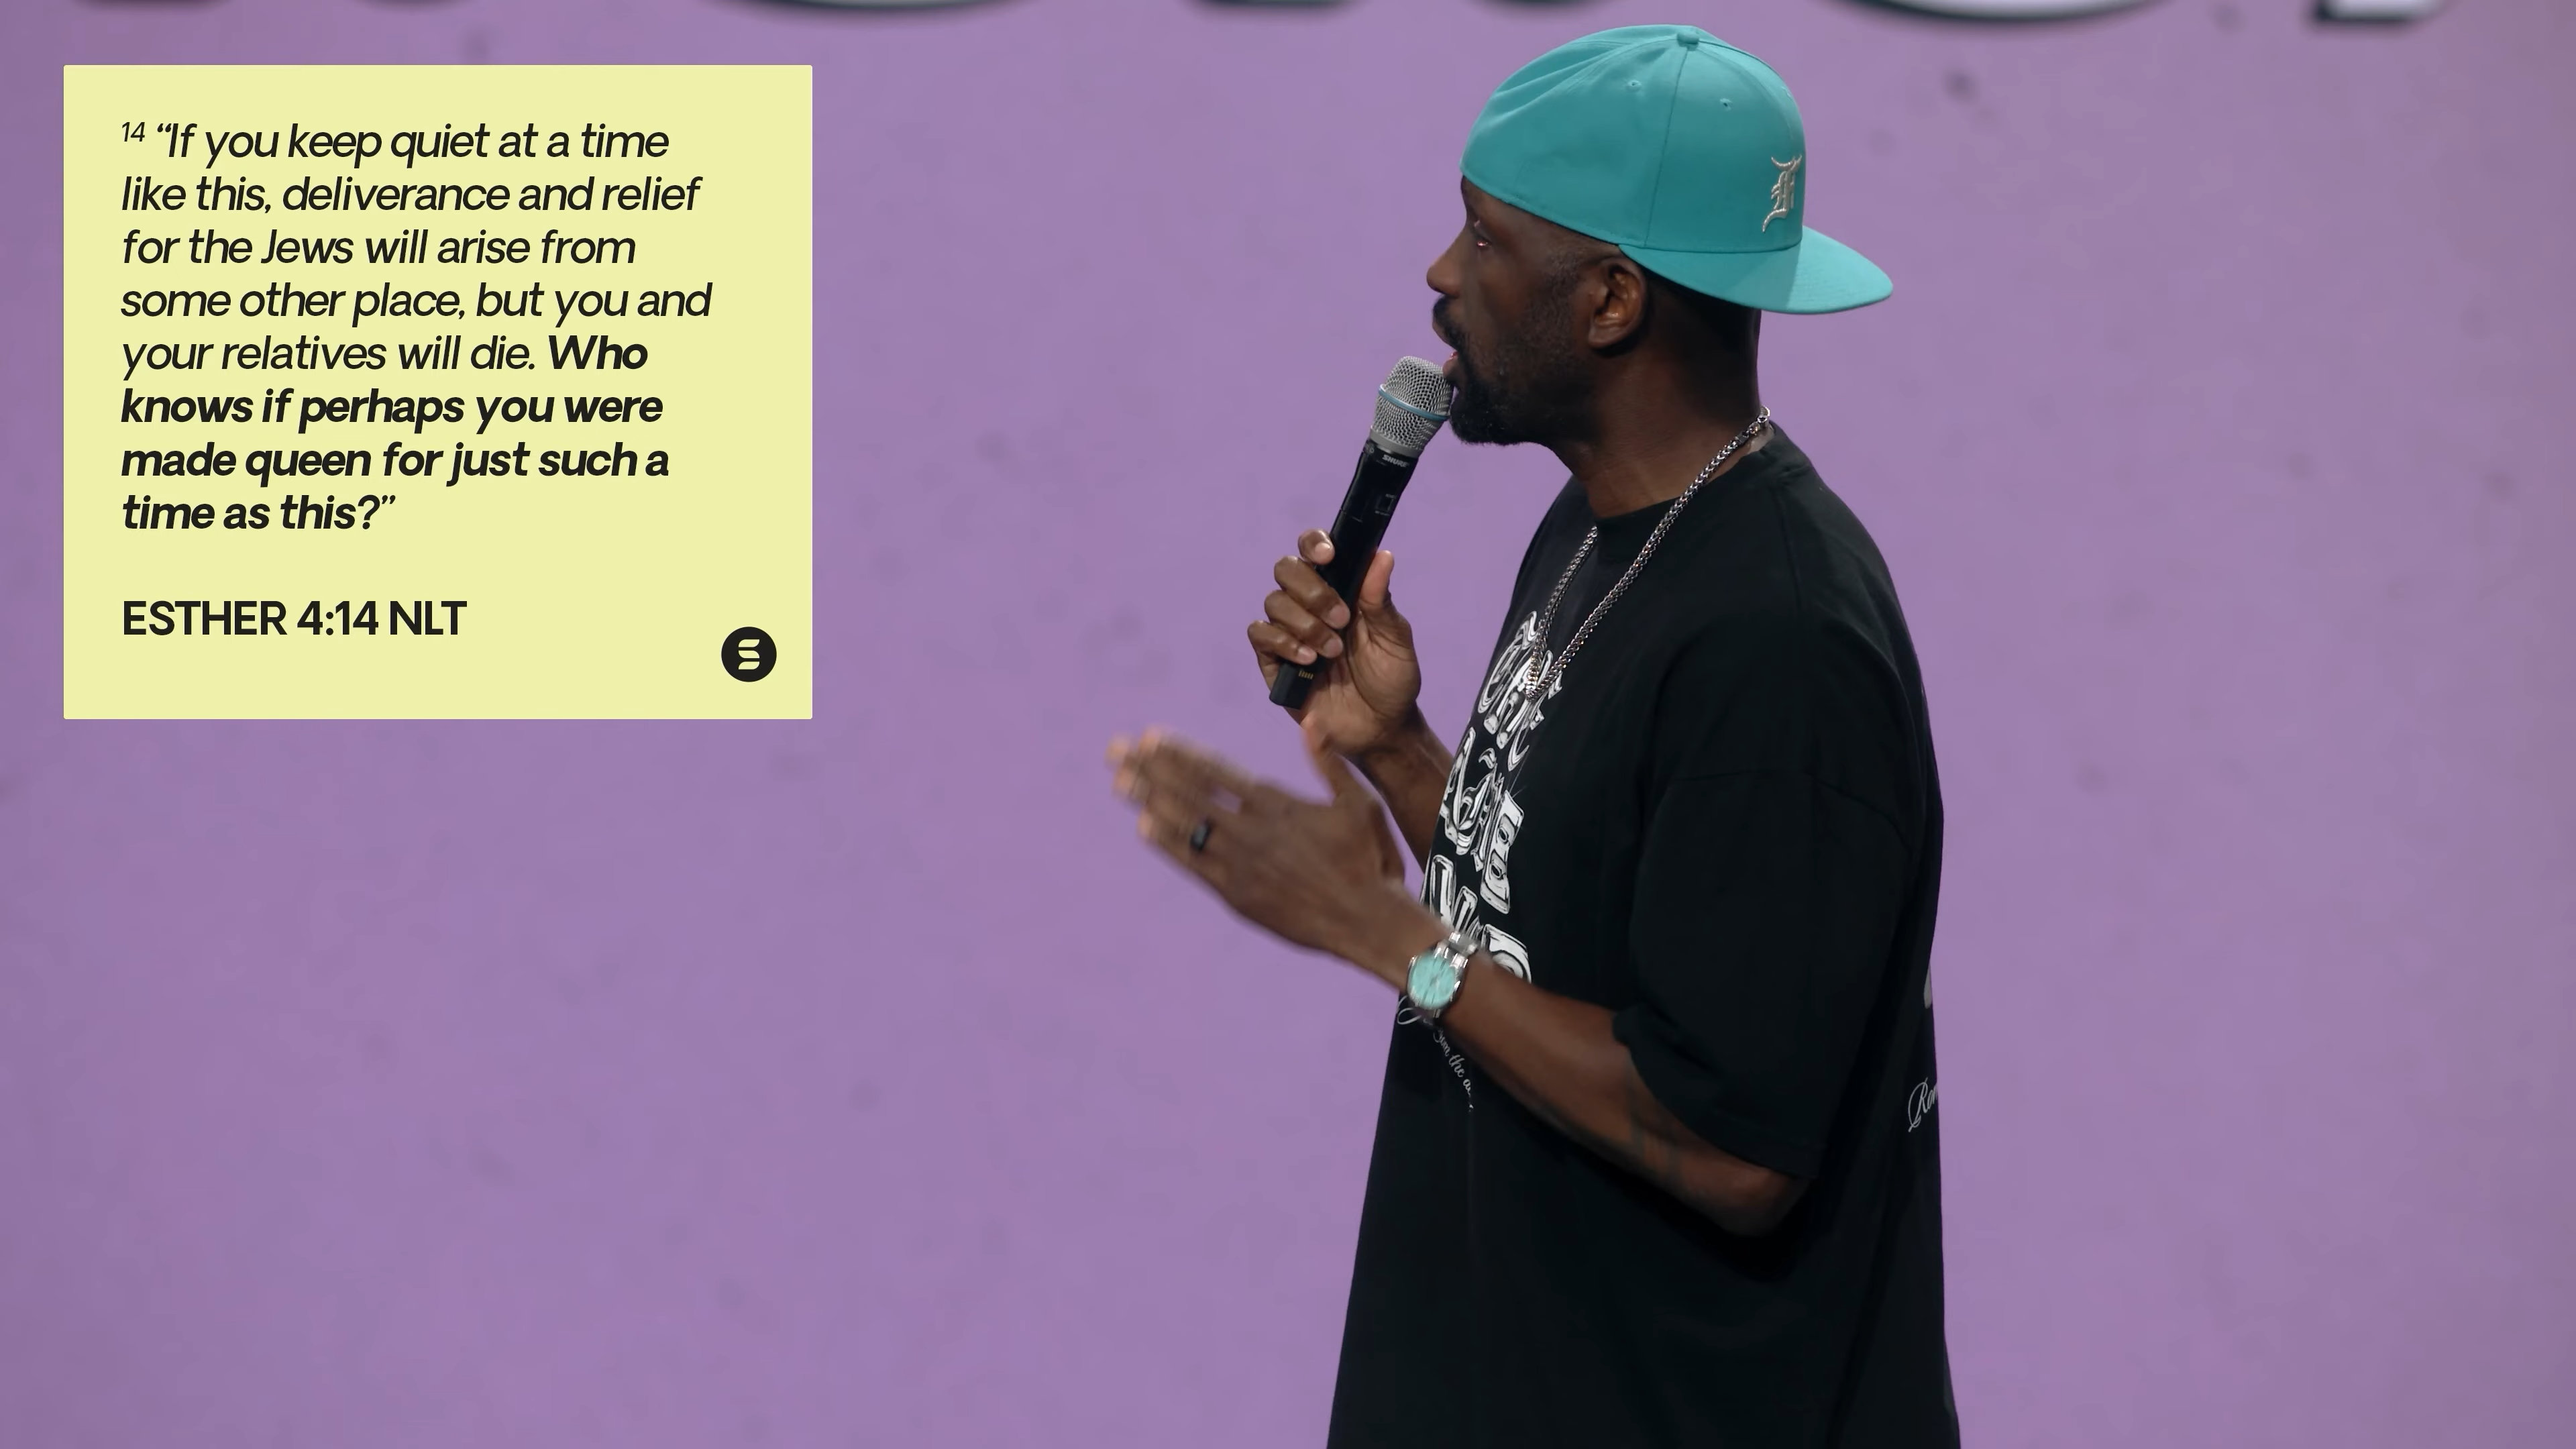 14 “If you keep quiet at a time
like this, deliverance and relief
for the Jews will arise from
some other place, but you and
your relatives will die. Who
knows if perhaps you were
made queen for just such a
time as this?”
ESTHER 4:14 NLT
SHURE